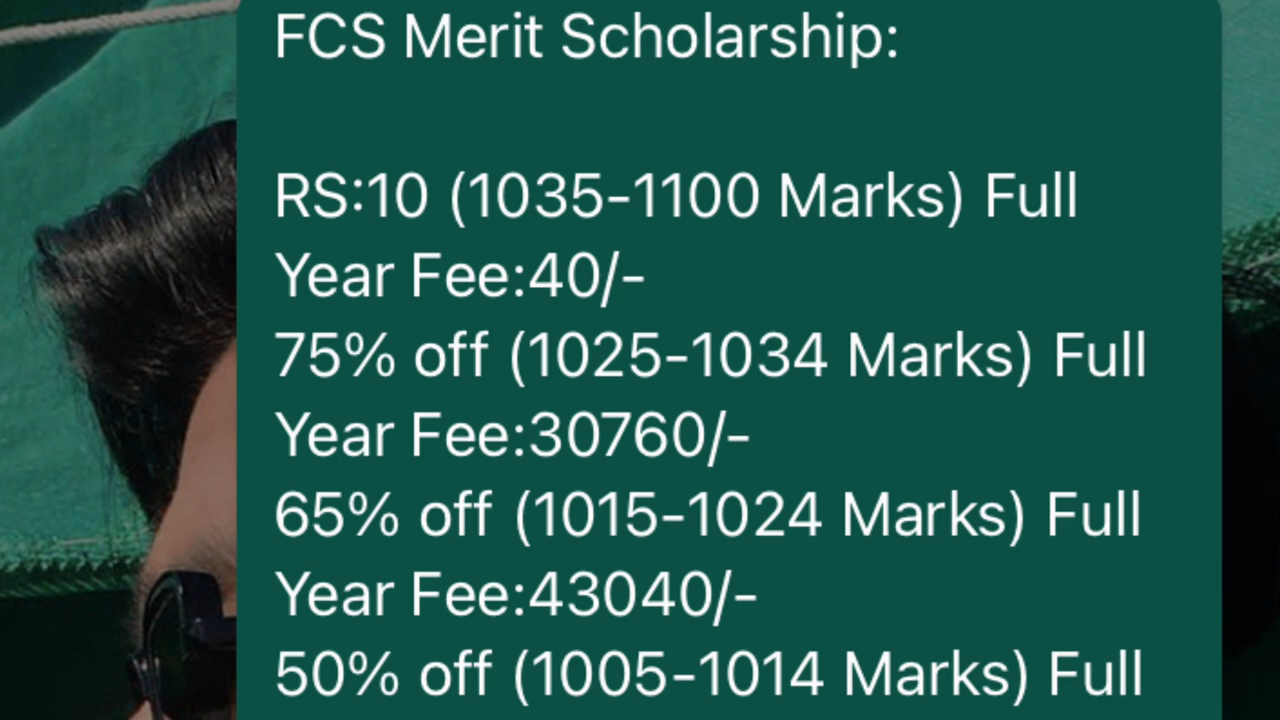 FCS Merit Scholarship:
RS:10 (1035-1100 Marks) Full
Year Fee:40/-
75% off (1025-1034 Marks) Full
Year Fee:30760/-
65% off (1015-1024 Marks) Full
Year Fee:43040/-
50% off (1005-1014 Marks) Full